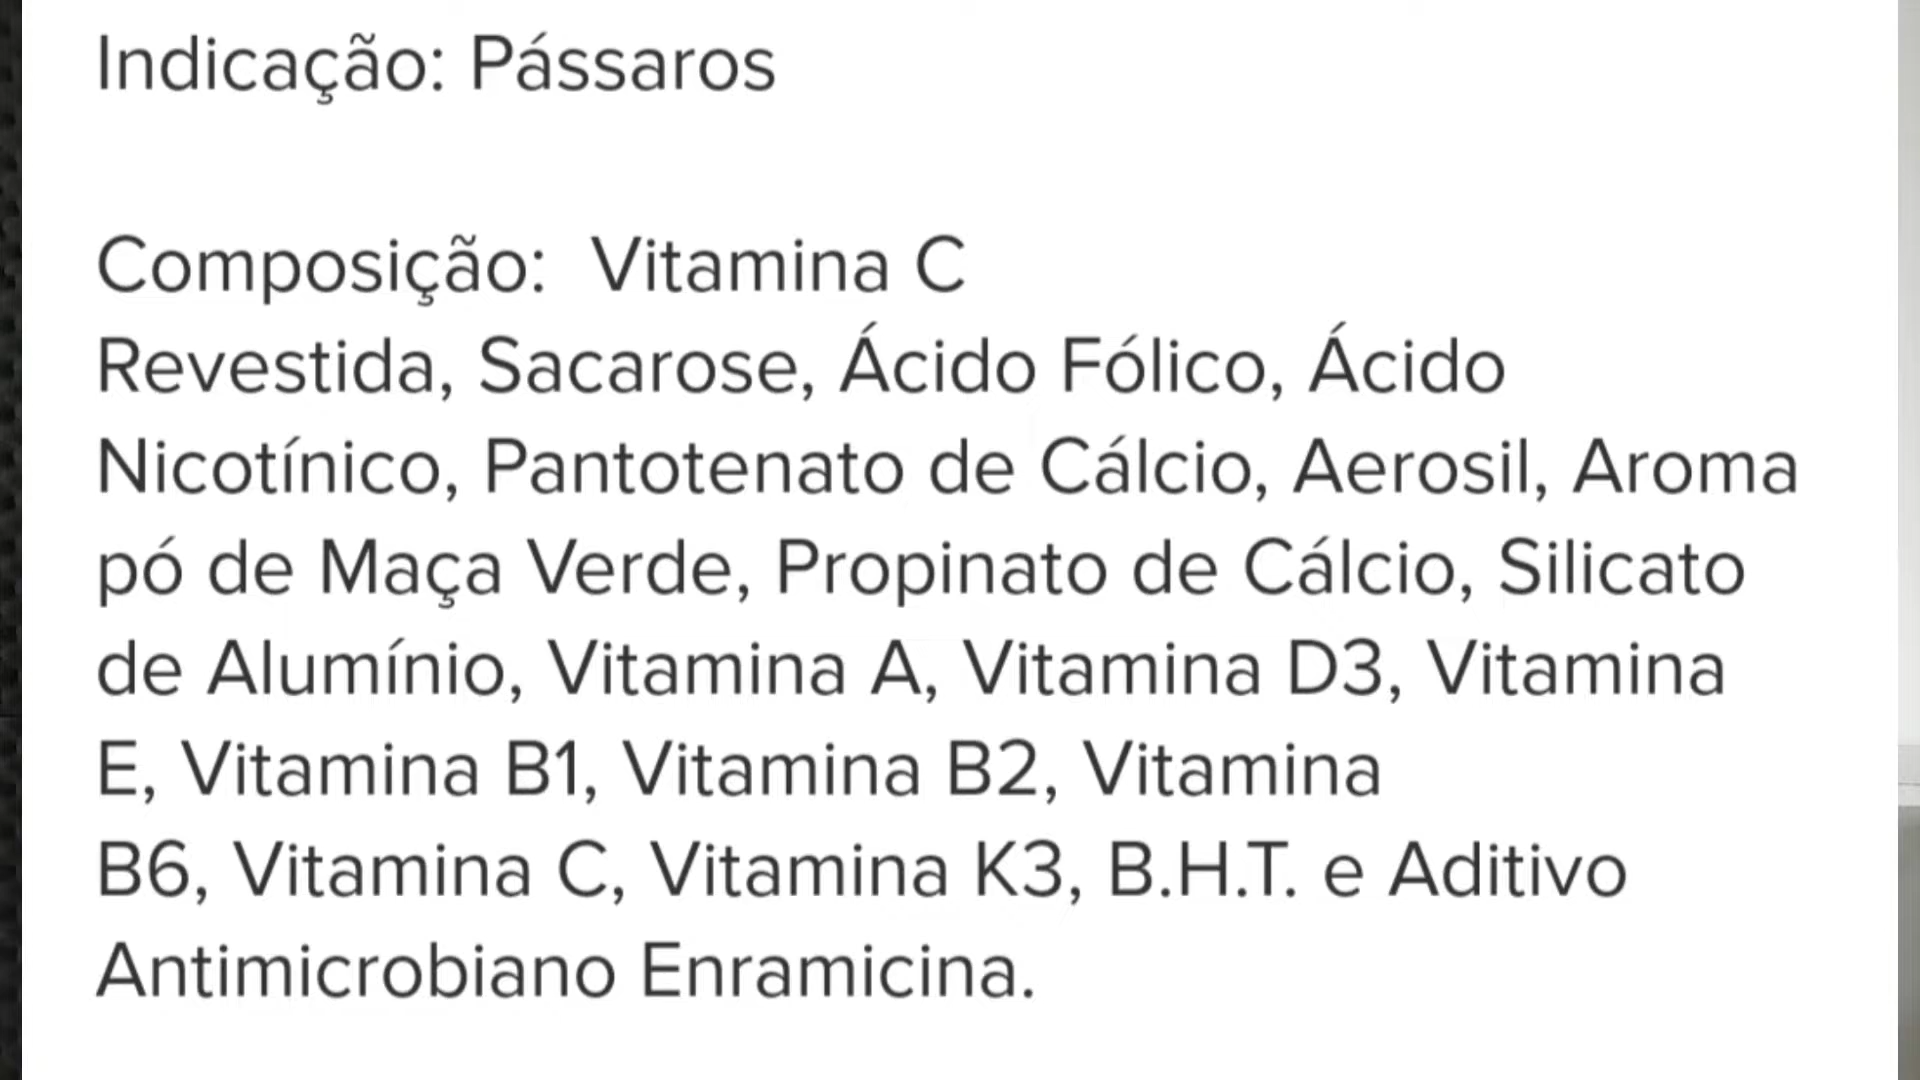 Indicação: Pássaros
Composição: Vitamina C
Revestida, Sacarose, Ácido Fólico, Ácido
Nicotínico, Pantotenato de Cálcio, Aerosil, Aroma
pó de Maça Verde, Propinato de Cálcio, Silicato
de Alumínio, Vitamina A, Vitamina D3, Vitamina
E, Vitamina B1, Vitamina B2, Vitamina
B6, Vitamina C, Vitamina K3, B.H.T. e Aditivo
Antimicrobiano Enramicina.